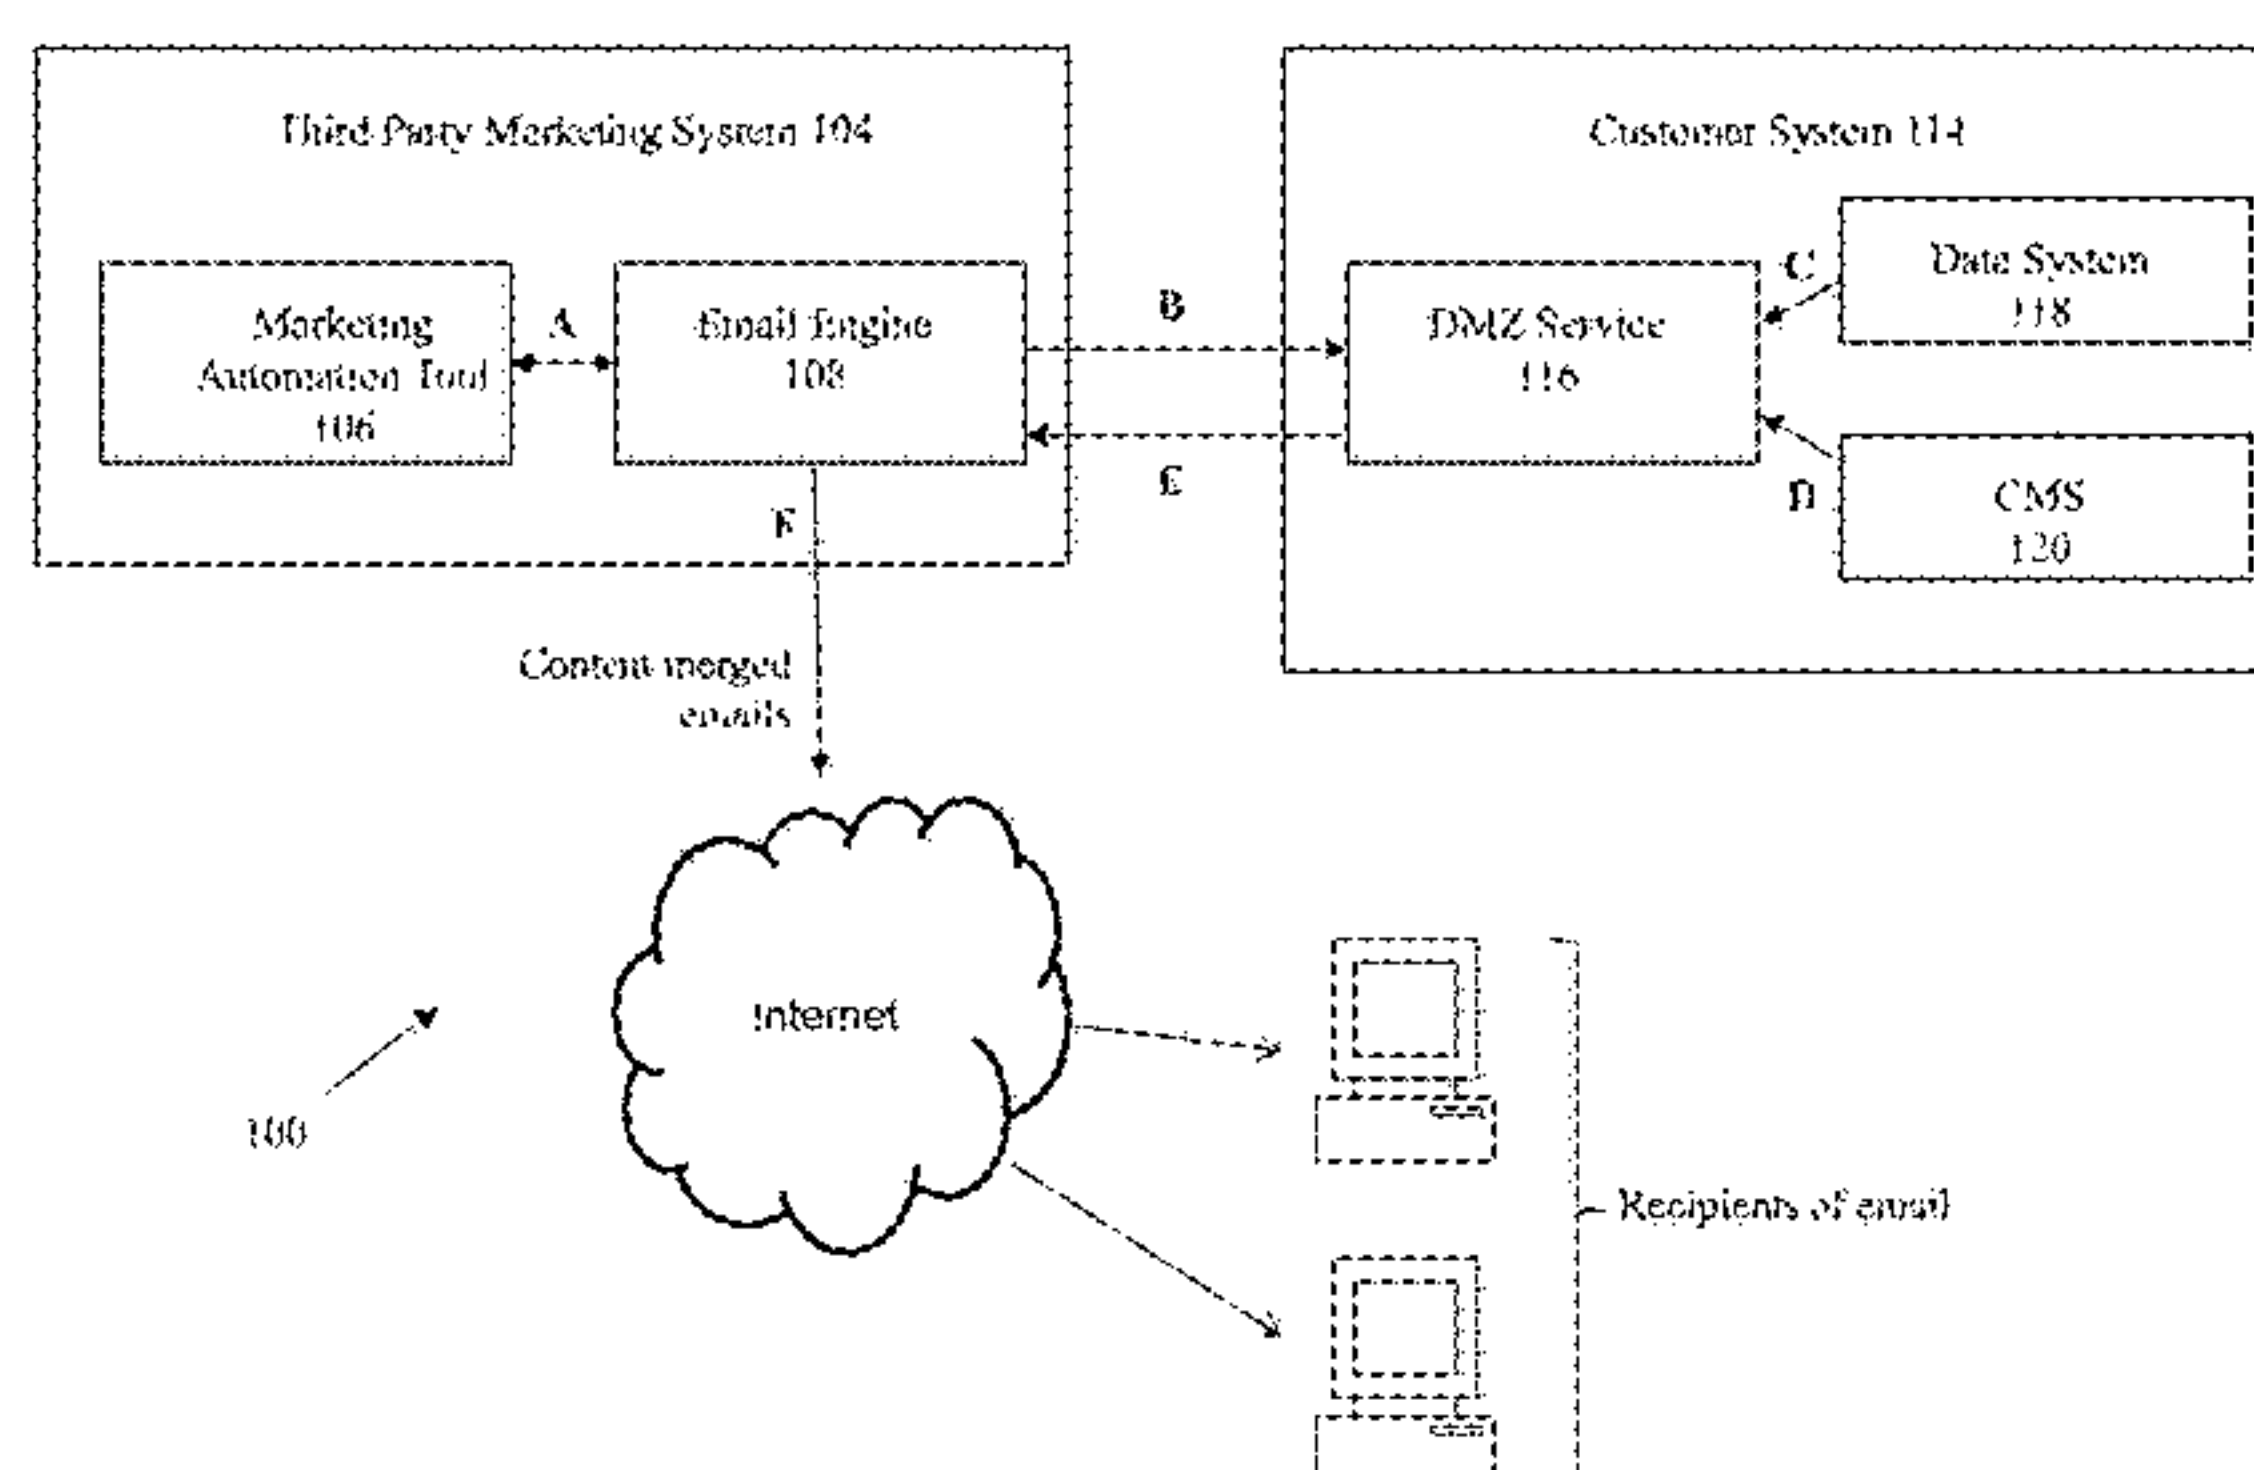 Third Party Marketing System 104
Customer System 114
Marketing
Automation Tool
106
A
Email Engine
108
B
DMZ Service
116
C
Data System
118
E
D
CMS
120
F
Content merged
emails
Internet
100
Recipients of email